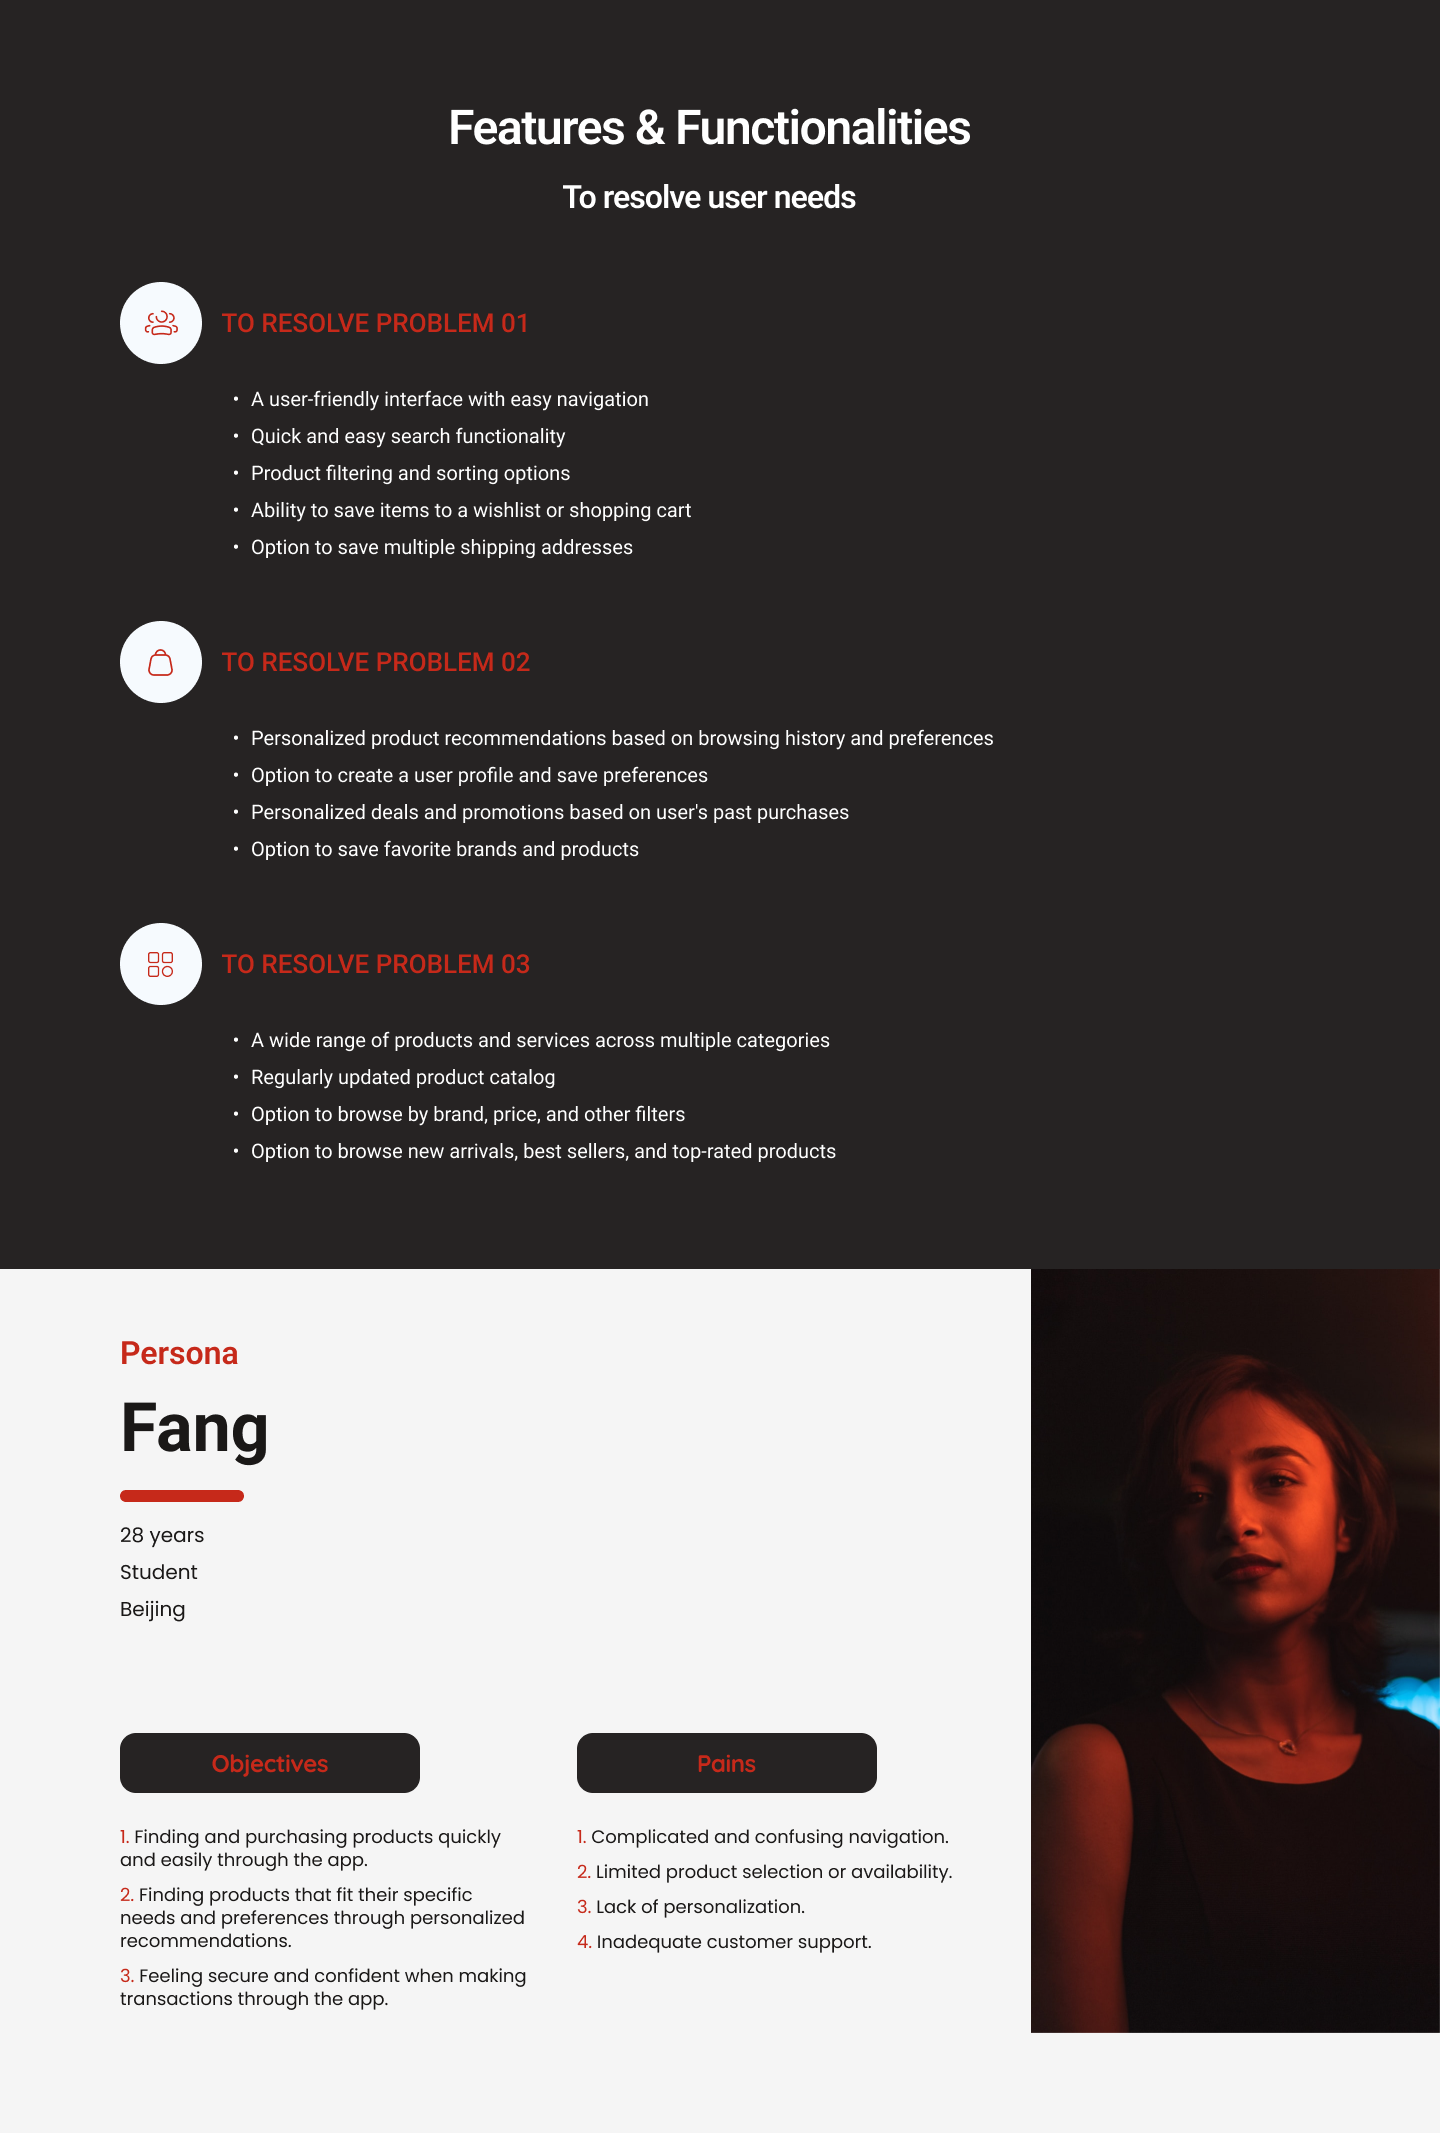 Features & Functionalities
To resolve user needs
TO RESOLVE PROBLEM 01
• A user-friendly interface with easy navigation
• Quick and easy search functionality
• Product filtering and sorting options
• Ability to save items to a wishlist or shopping cart
• Option to save multiple shipping addresses
TO RESOLVE PROBLEM 02
• Personalized product recommendations based on browsing history and preferences
• Option to create a user profile and save preferences
• Personalized deals and promotions based on user's past purchases
• Option to save favorite brands and products
TO RESOLVE PROBLEM 03
• A wide range of products and services across multiple categories
• Regularly updated product catalog
• Option to browse by brand, price, and other filters
• Option to browse new arrivals, best sellers, and top-rated products
Persona
Fang
28 years
Student
Beijing
Objectives
1. Finding and purchasing products quickly
and easily through the app.
2. Finding products that fit their specific
needs and preferences through personalized
recommendations.
3. Feeling secure and confident when making
transactions through the app.
Pains
1. Complicated and confusing navigation.
2. Limited product selection or availability.
3. Lack of personalization.
4. Inadequate customer support.